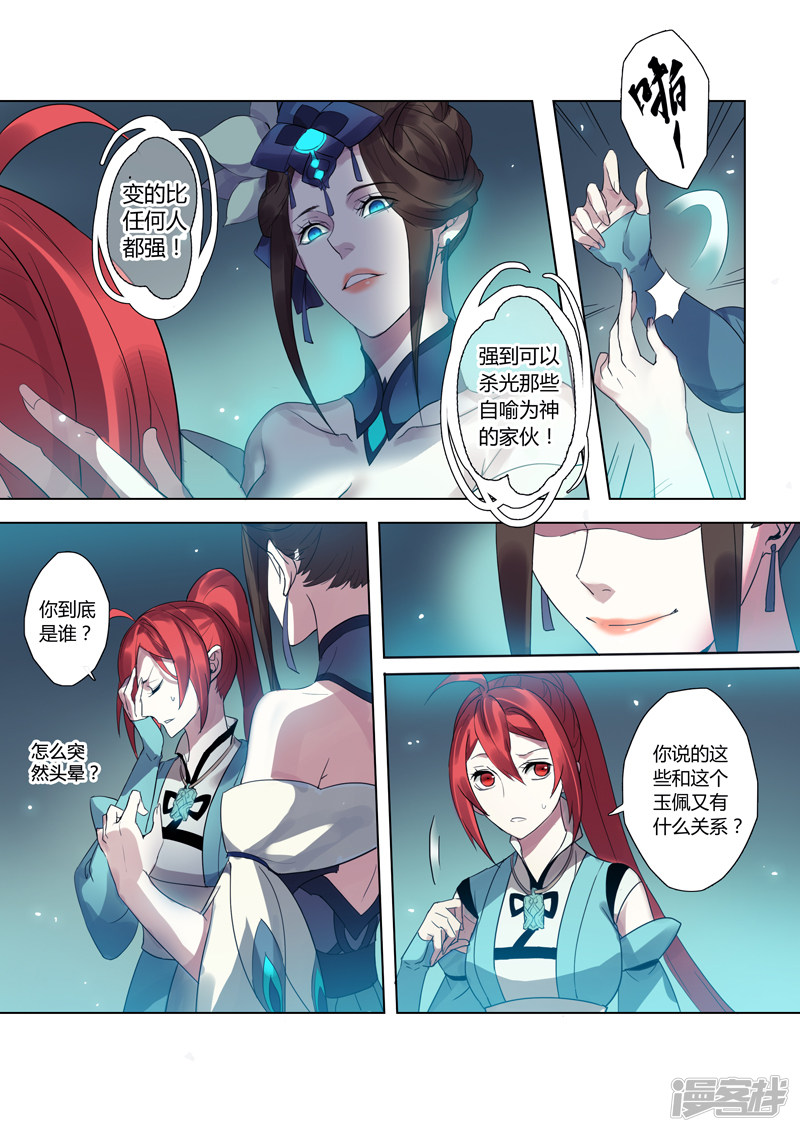 变的比
任何人
都强！
啪
强到可以
杀光那些
自喻为神
的家伙！
你到底
是谁？
怎么突
然头晕？
你说的这
些和这个
玉佩又有
什么关系？
漫客栈